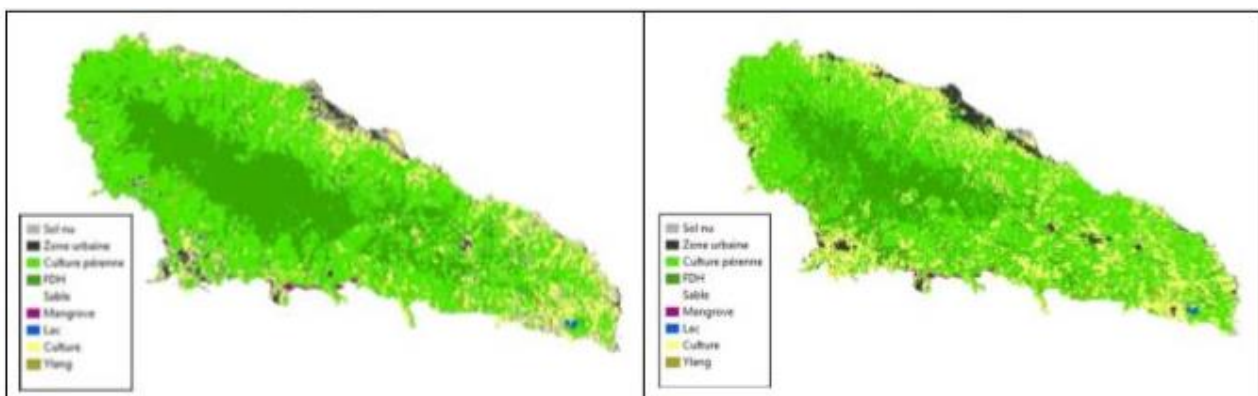 Sol nu
Zone urbaine
Culture pérenne
FDH
Sable
Mangrove
Lac
Culture
Ylang
Sol nu
Zone urbaine
Culture pérenne
FDH
Sable
Mangrove
Lac
Culture
Ylang